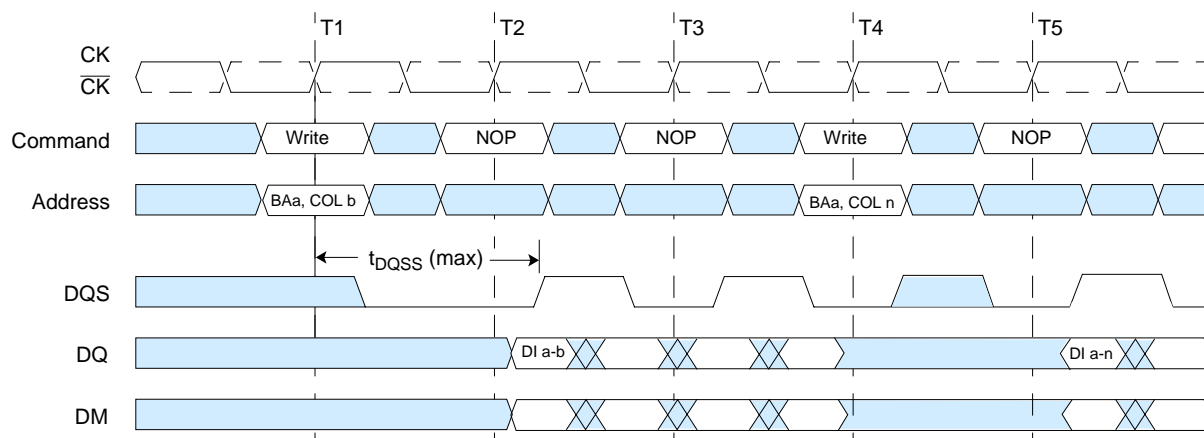 T1 T2 T3 T4 T5
CK
CK
Command Write NOP NOP Write NOP
Address BAa, COL b BAa, COL n
tDQSS (max)
DQS
DQ DI a-b DI a-n
DM